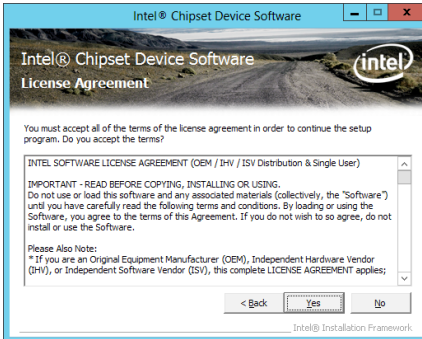 Intel® Chipset Device Software
Intel® Chipset Device Software
intel
License Agreement
You must accept all of the terms of the license agreement in order to continue the setup
program. Do you accept the terms?
INTEL SOFTWARE LICENSE AGREEMENT (OEM / IHV / ISV Distribution & Single User)
IMPORTANT - READ BEFORE COPYING, INSTALLING OR USING.
Do not use or load this software and any associated materials (collectively, the "Software")
until you have carefully read the following terms and conditions. By loading or using the
Software, you agree to the terms of this Agreement. If you do not wish to so agree, do not
install or use the Software.
Please Also Note:
* If you are an Original Equipment Manufacturer (OEM), Independent Hardware Vendor
(IHV), or Independent Software Vendor (ISV), this complete LICENSE AGREEMENT applies;
< Back Yes No
Intel® Installation Framework